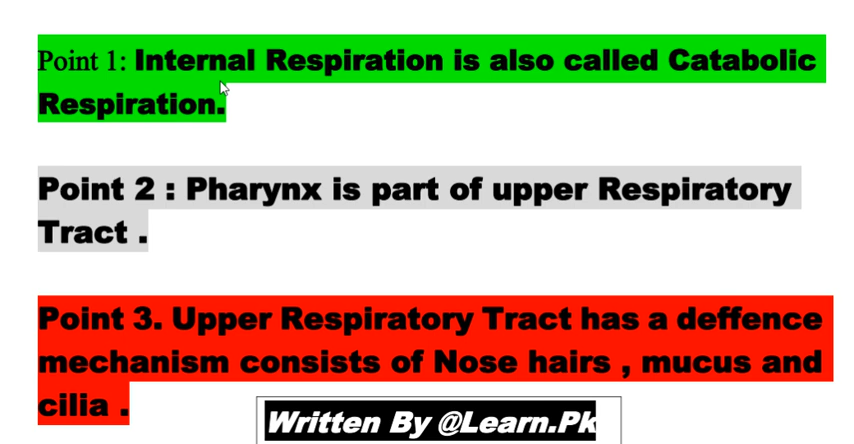 Point 1: Internal Respiration is also called Catabolic
Respiration.
Point 2 : Pharynx is part of upper Respiratory
Tract .
Point 3. Upper Respiratory Tract has a deffence
mechanism consists of Nose hairs , mucus and
cilia .
Written By @Learn.Pk